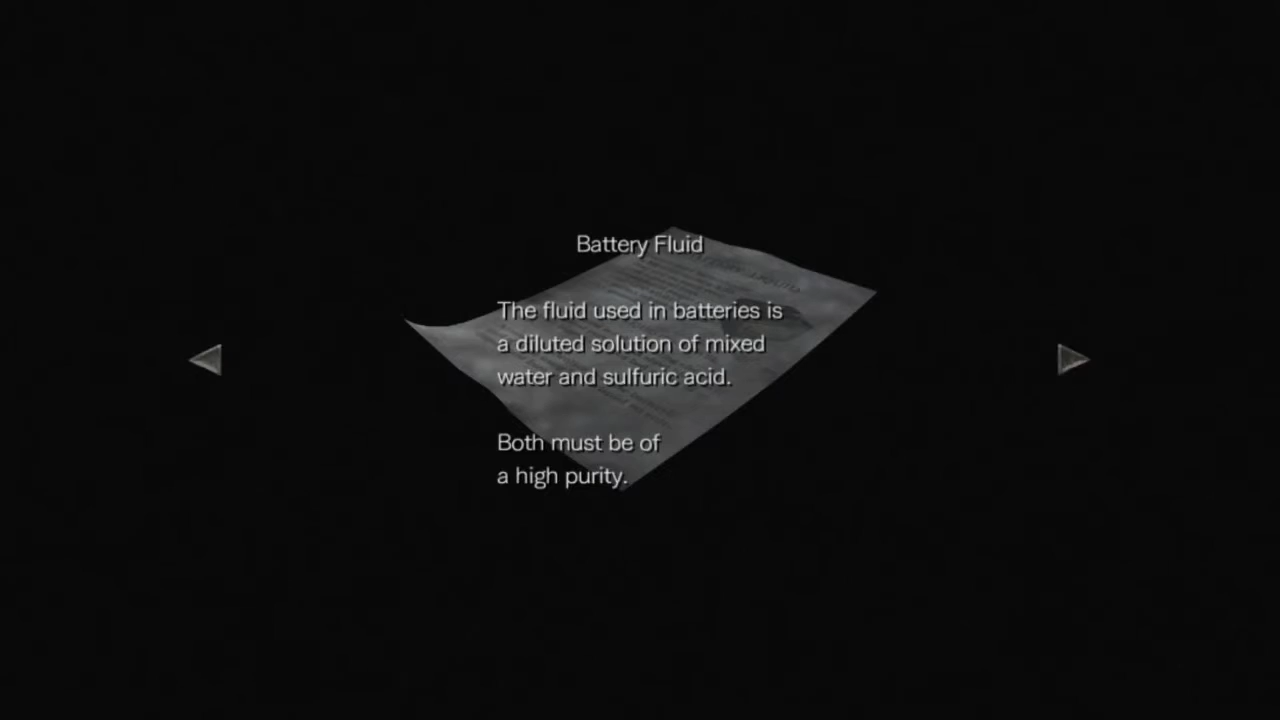 Battery Fluid
The fluid used in batteries is
a diluted solution of mixed
water and sulfuric acid.
Both must be of
a high purity.